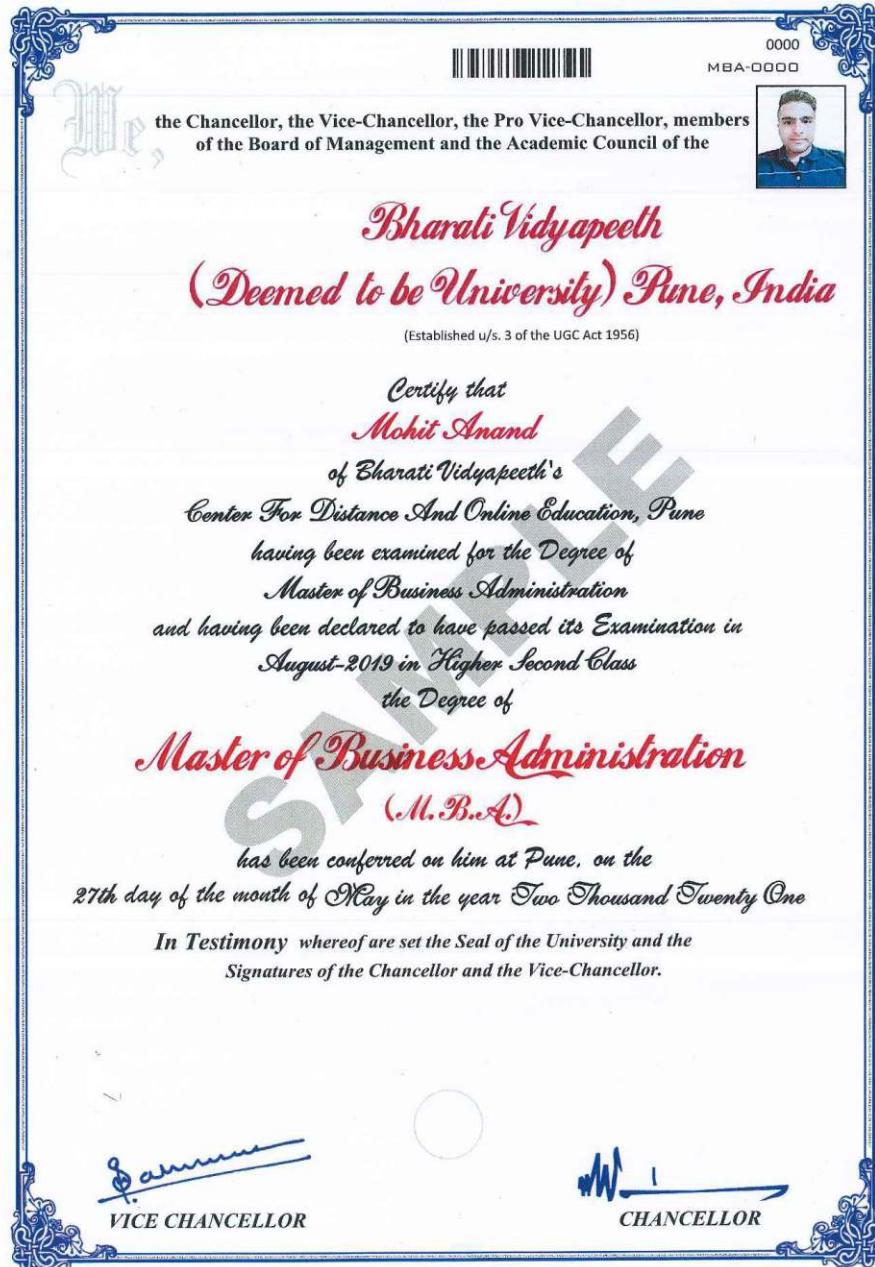 0000
MBA-0000
We,
the Chancellor, the Vice-Chancellor, the Pro Vice-Chancellor, members
of the Board of Management and the Academic Council of the
Bharati Vidyapeeth
(Deemed to be University) Pune, India
(Established u/s. 3 of the UGC Act 1956)
Certify that
Mohit Anand
of Bharati Vidyapeeth's
Center For Distance And Online Education, Pune
having been examined for the Degree of
Master of Business Administration
and having been declared to have passed its Examination in
August-2019 in Higher Second Class
the Degree of
Master of Business Administration
(M.B.A.)
has been conferred on him at Pune, on the
27th day of the month of May in the year Two Thousand Twenty One
In Testimony whereof are set the Seal of the University and the
Signatures of the Chancellor and the Vice-Chancellor.
VICE CHANCELLOR
CHANCELLOR
SAMPLE